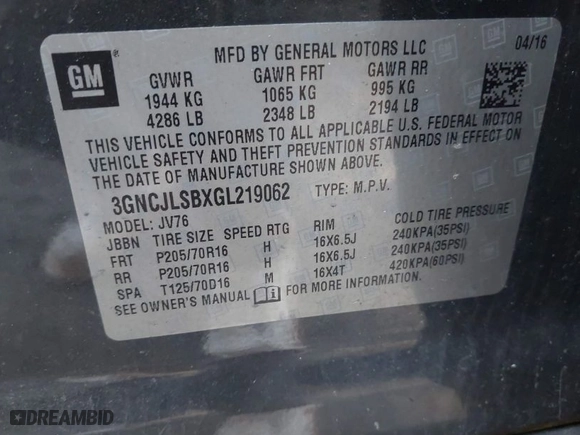 GM
MFD BY GENERAL MOTORS LLC 04/16
GVWR GAWR FRT GAWR RR
1944 KG 1065 KG 995 KG
4286 LB 2348 LB 2194 LB
THIS VEHICLE CONFORMS TO ALL APPLICABLE U.S. FEDERAL MOTOR
VEHICLE SAFETY AND THEFT PREVENTION STANDARDS IN EFFECT ON
THE DATE OF MANUFACTURE SHOWN ABOVE.
3GNCJLSBXGL219062 TYPE: M.P.V.
MODEL: JV76
JBBN TIRE SIZE SPEED RTG RIM COLD TIRE PRESSURE
FRT P205/70R16 H 16X6.5J 240KPA(35PSI)
RR P205/70R16 H 16X6.5J 240KPA(35PSI)
SPA T125/70D16 M 16X4T 420KPA(60PSI)
SEE OWNER'S MANUAL FOR MORE INFORMATION.
DREAMBID